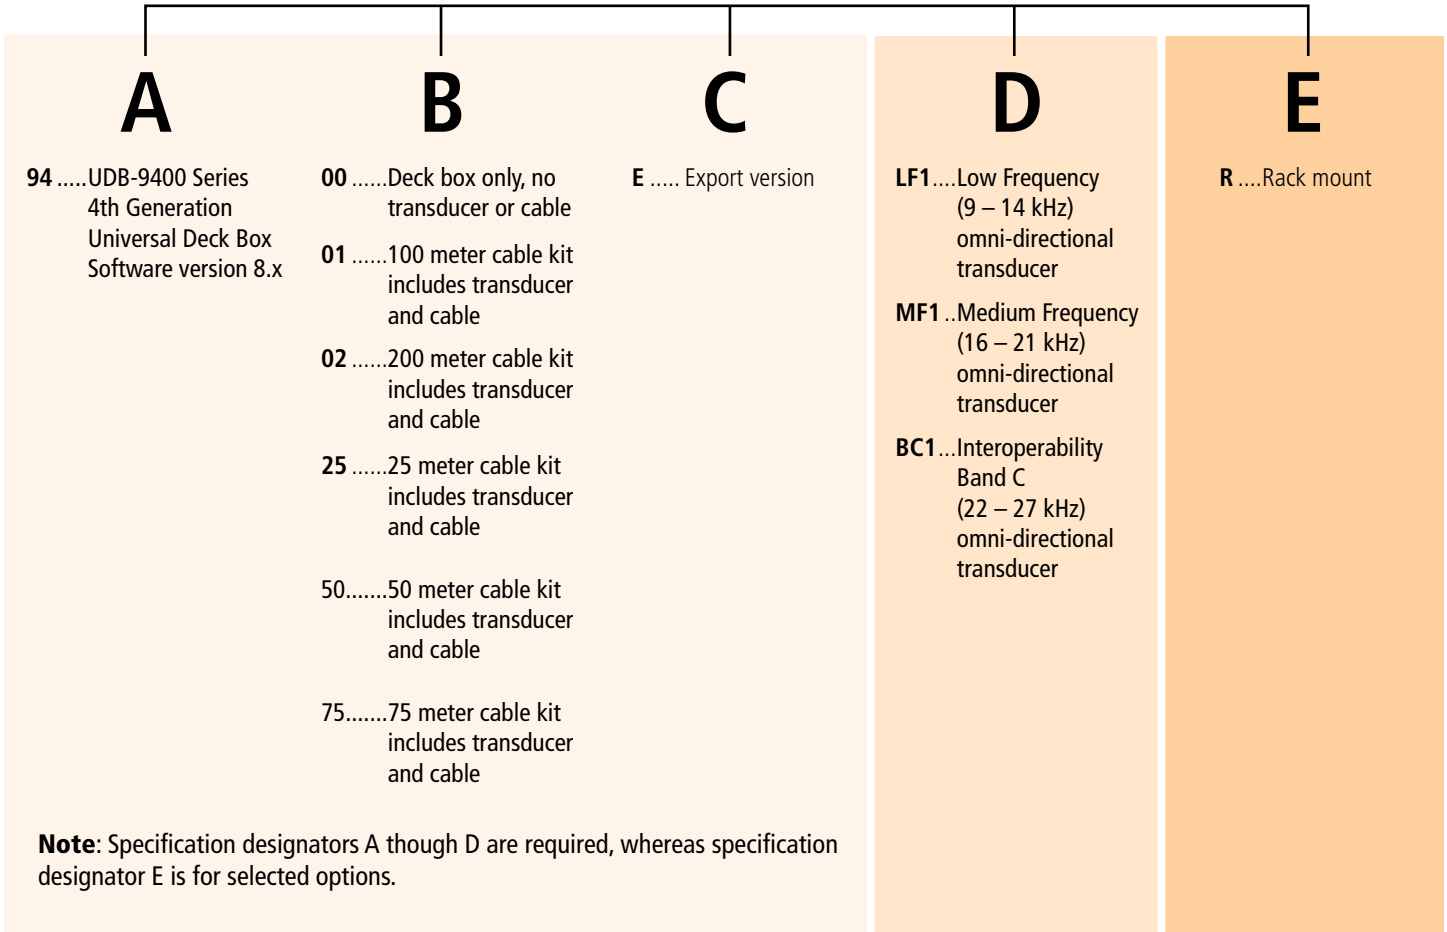 A
94 .....UDB-9400 Series
4th Generation
Universal Deck Box
Software version 8.x
B
00 ......Deck box only, no
transducer or cable
01 ......100 meter cable kit
includes transducer
and cable
02 ......200 meter cable kit
includes transducer
and cable
25 ......25 meter cable kit
includes transducer
and cable
50.......50 meter cable kit
includes transducer
and cable
75.......75 meter cable kit
includes transducer
and cable
C
E ..... Export version
D
LF1....Low Frequency
(9 – 14 kHz)
omni-directional
transducer
MF1 ..Medium Frequency
(16 – 21 kHz)
omni-directional
transducer
BC1...Interoperability
Band C
(22 – 27 kHz)
omni-directional
transducer
E
R ....Rack mount
Note: Specification designators A though D are required, whereas specification
designator E is for selected options.